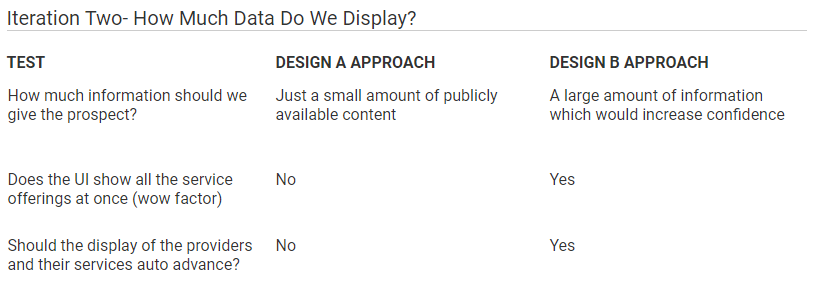 Iteration Two- How Much Data Do We Display?
TEST DESIGN A APPROACH DESIGN B APPROACH
How much information should we give the prospect? Just a small amount of publicly available content A large amount of information which would increase confidence
Does the UI show all the service offerings at once (wow factor) No Yes
Should the display of the providers and their services auto advance? No Yes